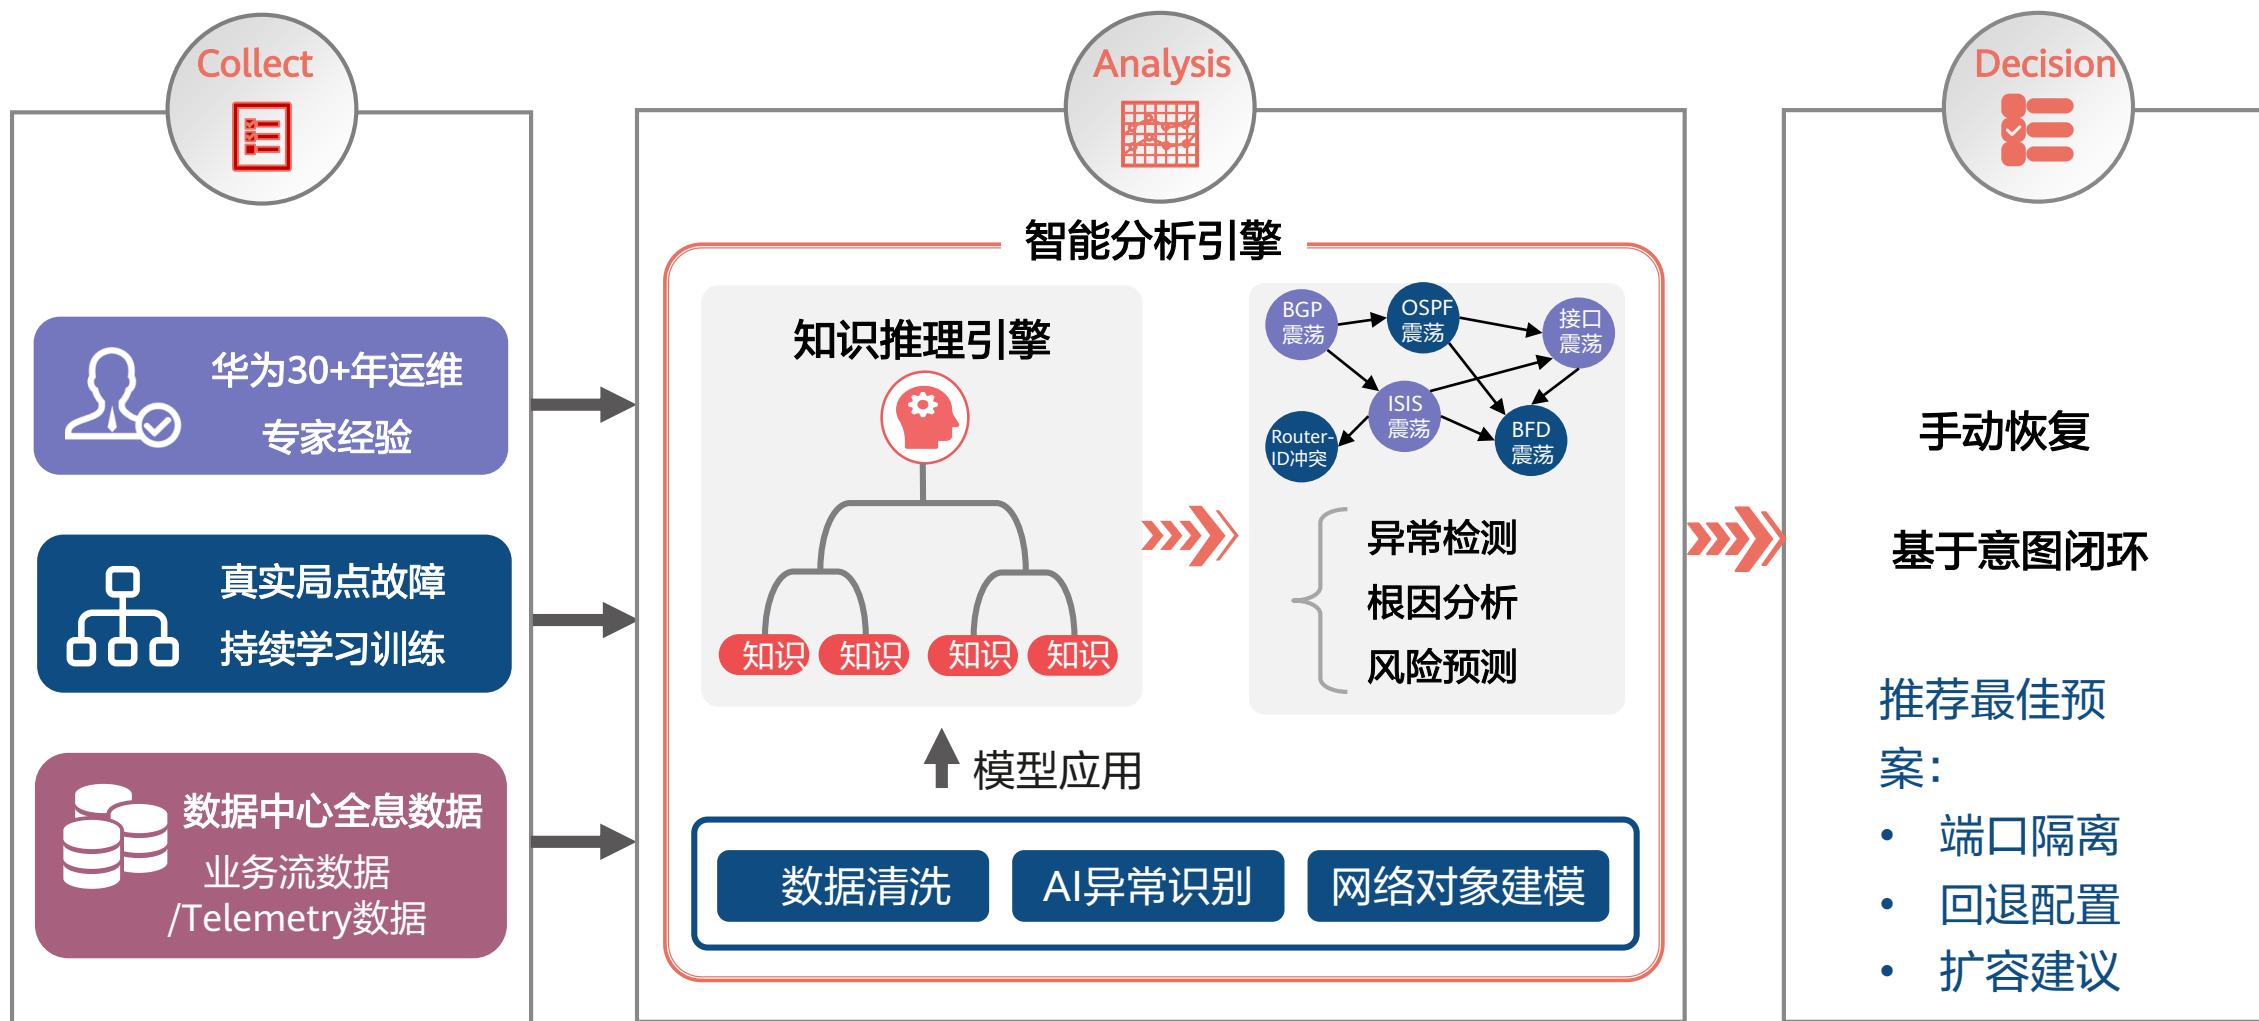 Collect
华为30+年运维
专家经验
真实局点故障
持续学习训练
数据中心全息数据
业务流数据
/Telemetry数据
Analysis
智能分析引擎
知识推理引擎
知识
知识
知识
知识
BGP
震荡
OSPF
震荡
接口
震荡
ISIS
震荡
Router-
ID冲突
BFD
震荡
异常检测
根因分析
风险预测
模型应用
数据清洗
AI异常识别
网络对象建模
Decision
手动恢复
基于意图闭环
推荐最佳预
案：
• 端口隔离
• 回退配置
• 扩容建议